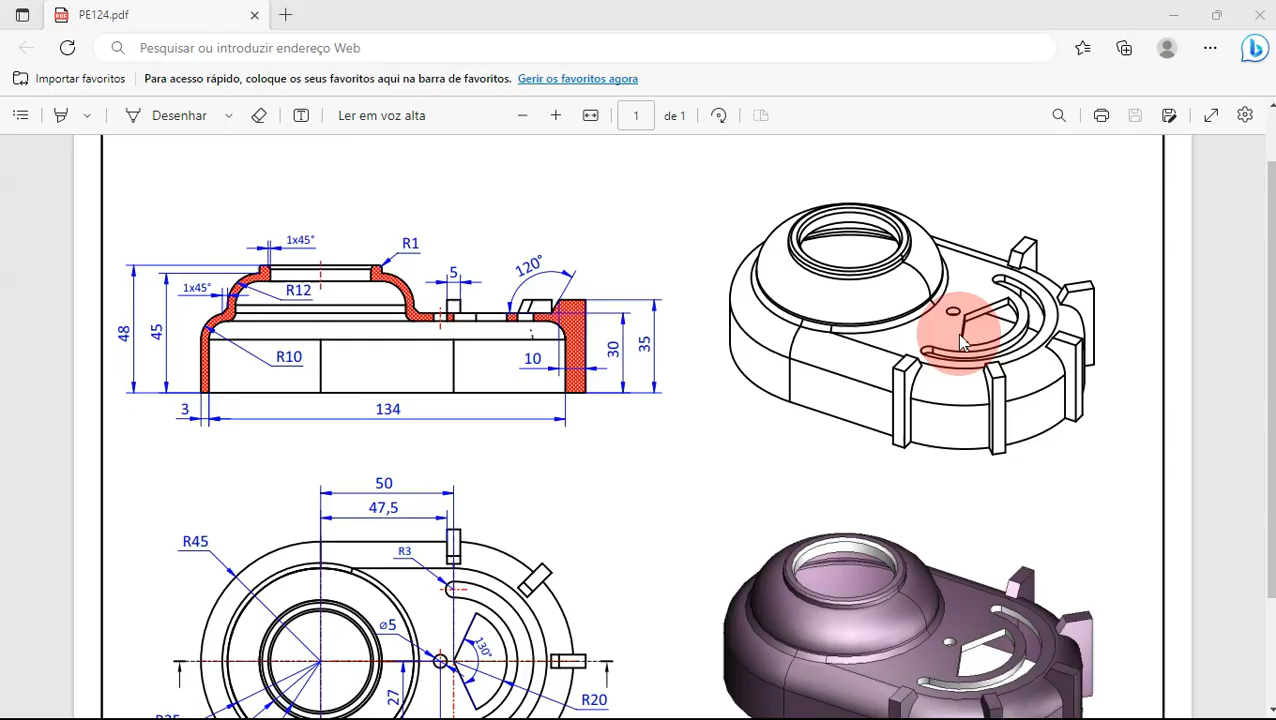 PE124.pdf
Pesquisar ou introduzir endereço Web
Importar favoritos
Para acesso rápido, coloque os seus favoritos aqui na barra de favoritos. Gerir os favoritos agora
Desenhar
Ler em voz alta
1
de 1
1x45°
R1
5
120°
1x45°
R12
48
45
R10
10
30
35
3
134
50
47,5
R45
R3
⌀5
130°
27
R20